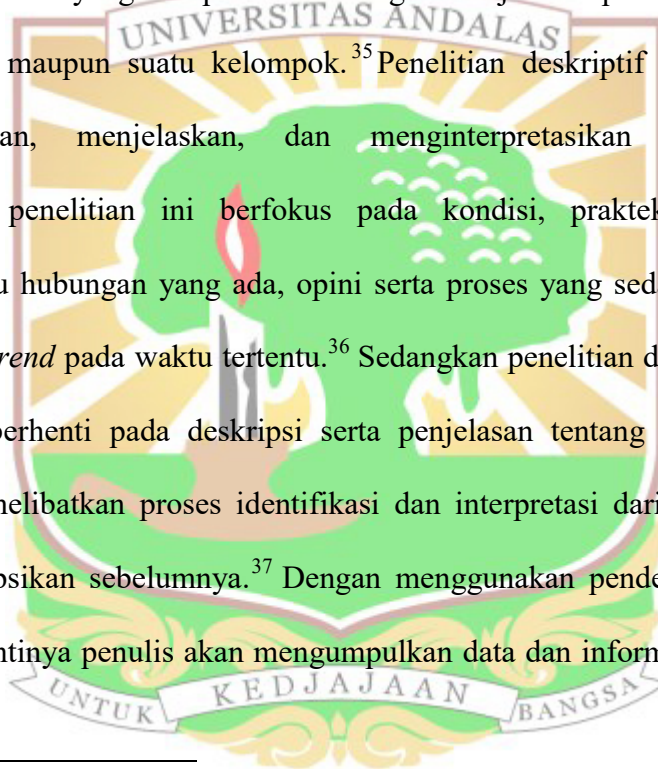 UNIVERSITAS ANDALAS
maupun suatu kelompok.35 Penelitian deskriptif
an, menjelaskan, dan menginterpretasikan
penelitian ini berfokus pada kondisi, praktek
u hubungan yang ada, opini serta proses yang seda
rend pada waktu tertentu.36 Sedangkan penelitian d
berhenti pada deskripsi serta penjelasan tentang
nelibatkan proses identifikasi dan interpretasi dari
psikan sebelumnya.37 Dengan menggunakan pende
ntinya penulis akan mengumpulkan data dan inform
UNTUK KEDJAJAAN BANGSA